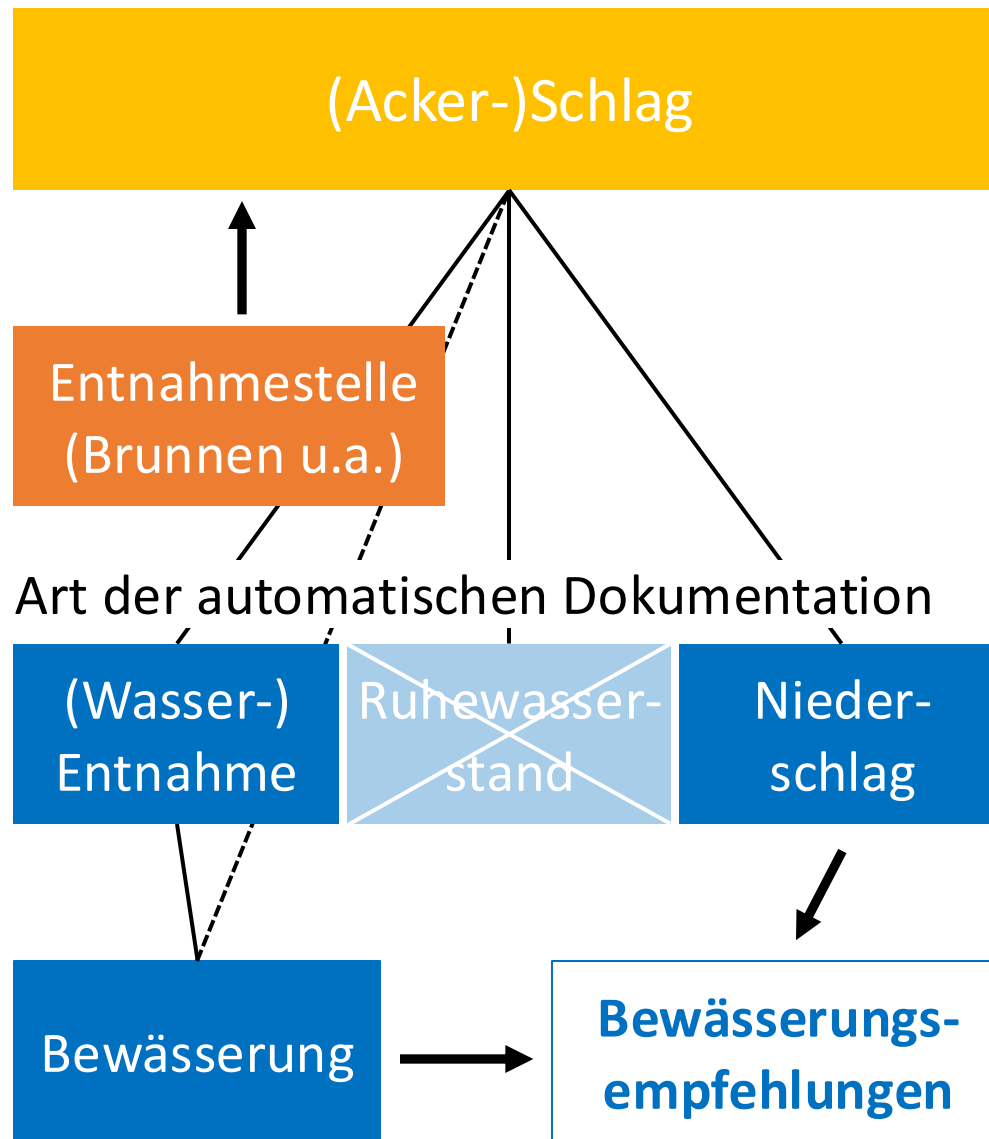 (Acker-)Schlag
Entnahmestelle
(Brunnen u.a.)
Art der automatischen Dokumentation
(Wasser-)
Entnahme
Ruhewasser-
stand
Nieder-
schlag
Bewässerung
Bewässerungs-
empfehlungen